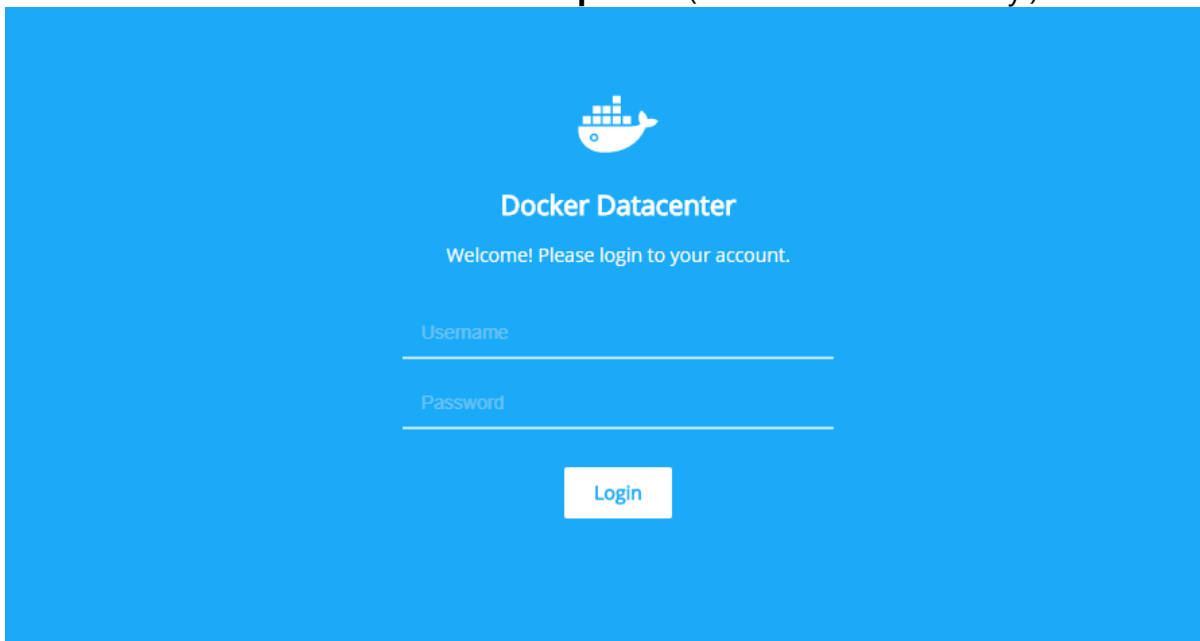 Docker Datacenter
Welcome! Please login to your account.
Username
Password
Login